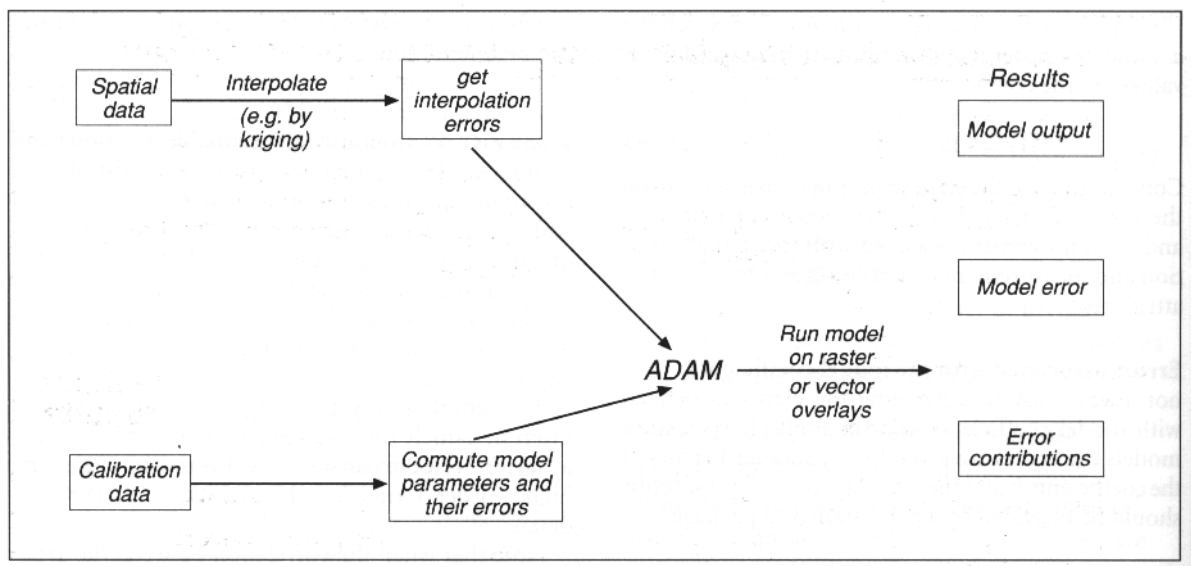 Spatial
data
Interpolate
(e.g. by
kriging)
get
interpolation
errors
Results
Model output
Model error
ADAM
Run model
on raster
or vector
overlays
Error
contributions
Calibration
data
Compute model
parameters and
their errors